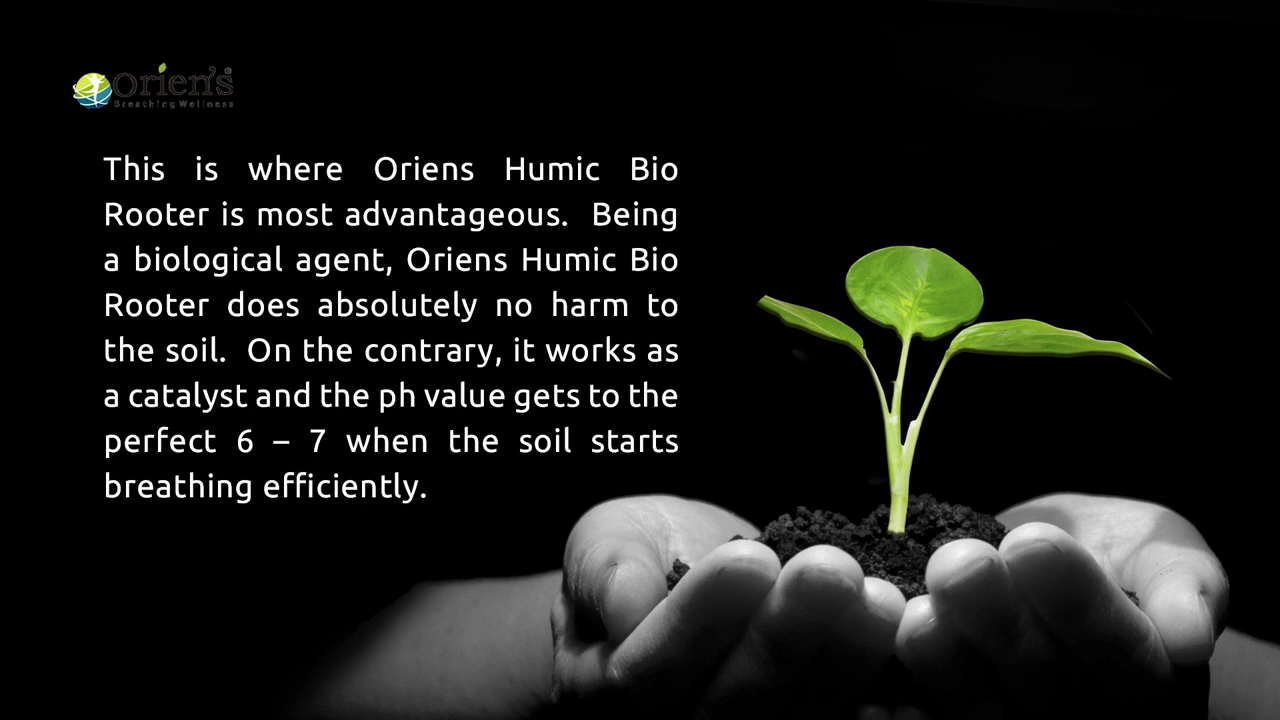 Orien's
Breathing Wellness
This is where Oriens Humic Bio
Rooter is most advantageous. Being
a biological agent, Oriens Humic Bio
Rooter does absolutely no harm to
the soil. On the contrary, it works as
a catalyst and the ph value gets to the
perfect 6 – 7 when the soil starts
breathing efficiently.